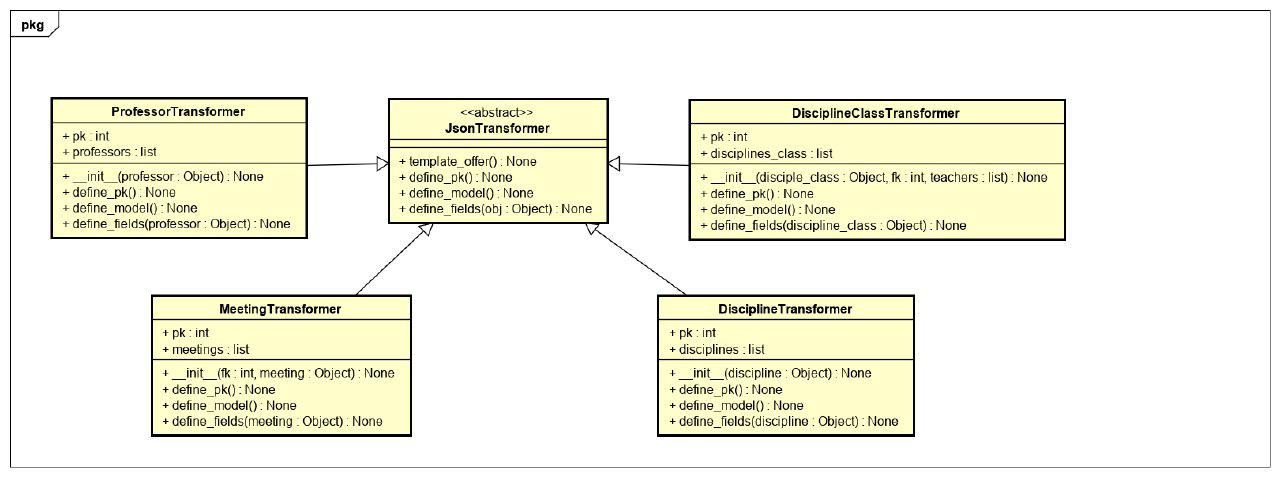 pkg
ProfessorTransformer
+ pk : int
+ professors : list
+ __init__(professor : Object) : None
+ define_pk() : None
+ define_model() : None
+ define_fields(professor : Object) : None
<<abstract>>
JsonTransformer
+ template_offer() : None
+ define_pk() : None
+ define_model() : None
+ define_fields(obj : Object) : None
DisciplineClassTransformer
+ pk : int
+ disciplines_class : list
+ __init__(disciple_class : Object, fk : int, teachers : list) : None
+ define_pk() : None
+ define_model() : None
+ define_fields(discipline_class : Object) : None
MeetingTransformer
+ pk : int
+ meetings : list
+ __init__(fk : int, meeting : Object) : None
+ define_pk() : None
+ define_model() : None
+ define_fields(meeting : Object) : None
DisciplineTransformer
+ pk : int
+ disciplines : list
+ __init__(discipline : Object) : None
+ define_pk() : None
+ define_model() : None
+ define_fields(discipline : Object) : None